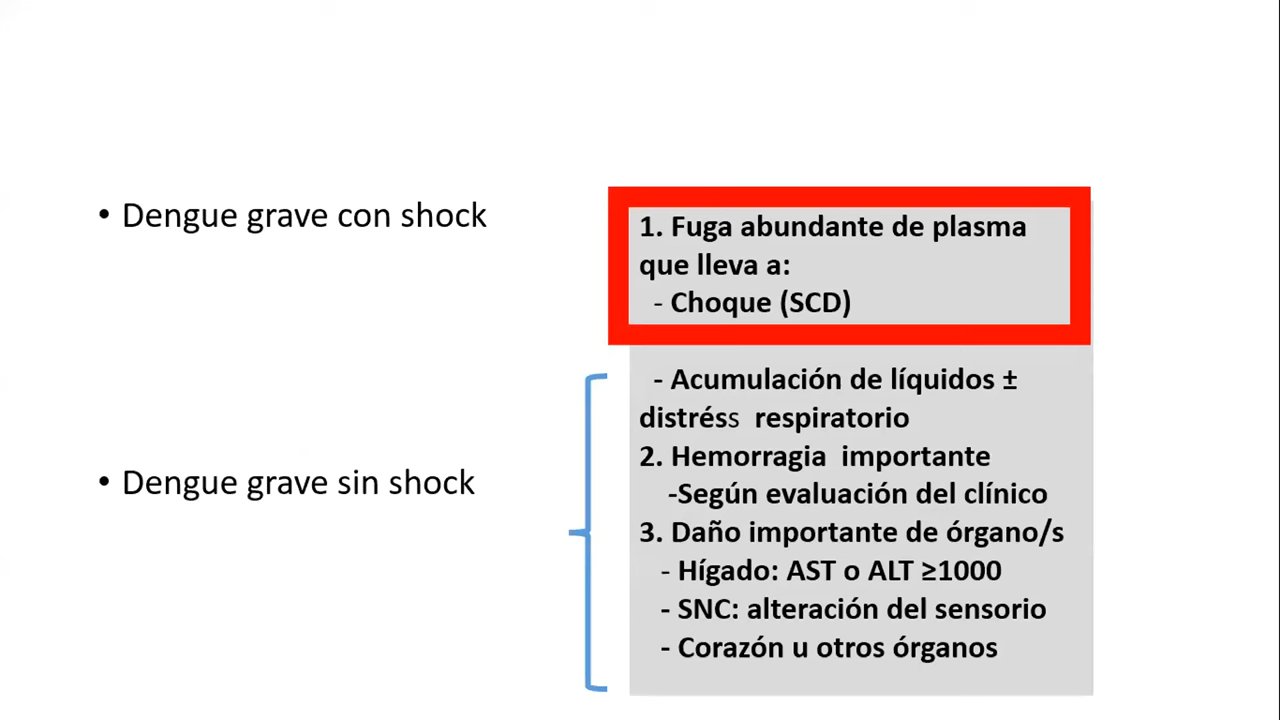 • Dengue grave con shock
1. Fuga abundante de plasma
que lleva a:
- Choque (SCD)
- Acumulación de líquidos ±
distréss respiratorio
• Dengue grave sin shock
2. Hemorragia importante
-Según evaluación del clínico
3. Daño importante de órgano/s
- Hígado: AST o ALT ≥1000
- SNC: alteración del sensorio
- Corazón u otros órganos